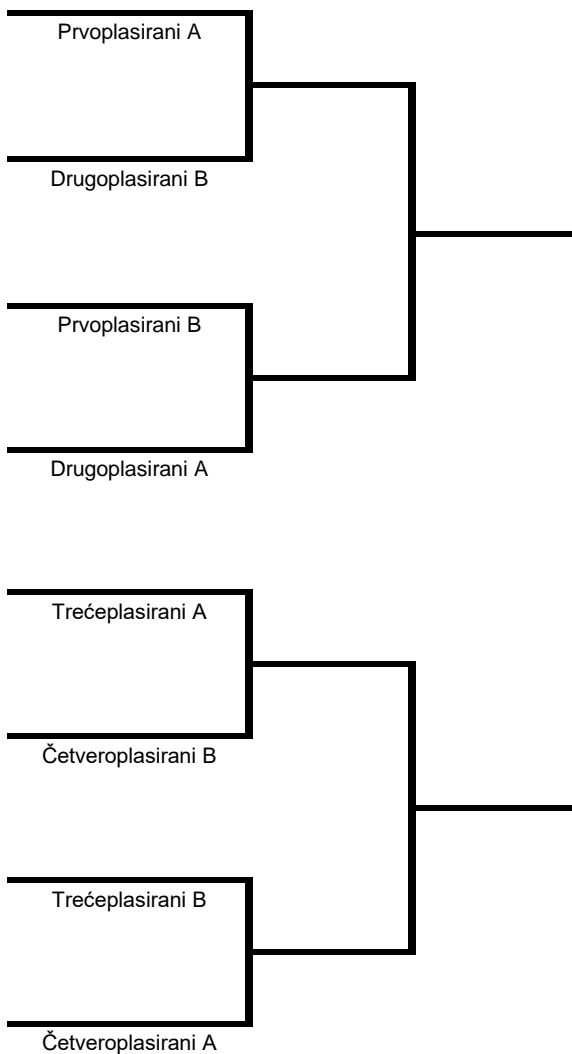 Prvoplasirani A
Drugoplasirani B
Prvoplasirani B
Drugoplasirani A
Trećeplasirani A
Četveroplasirani B
Trećeplasirani B
Četveroplasirani A